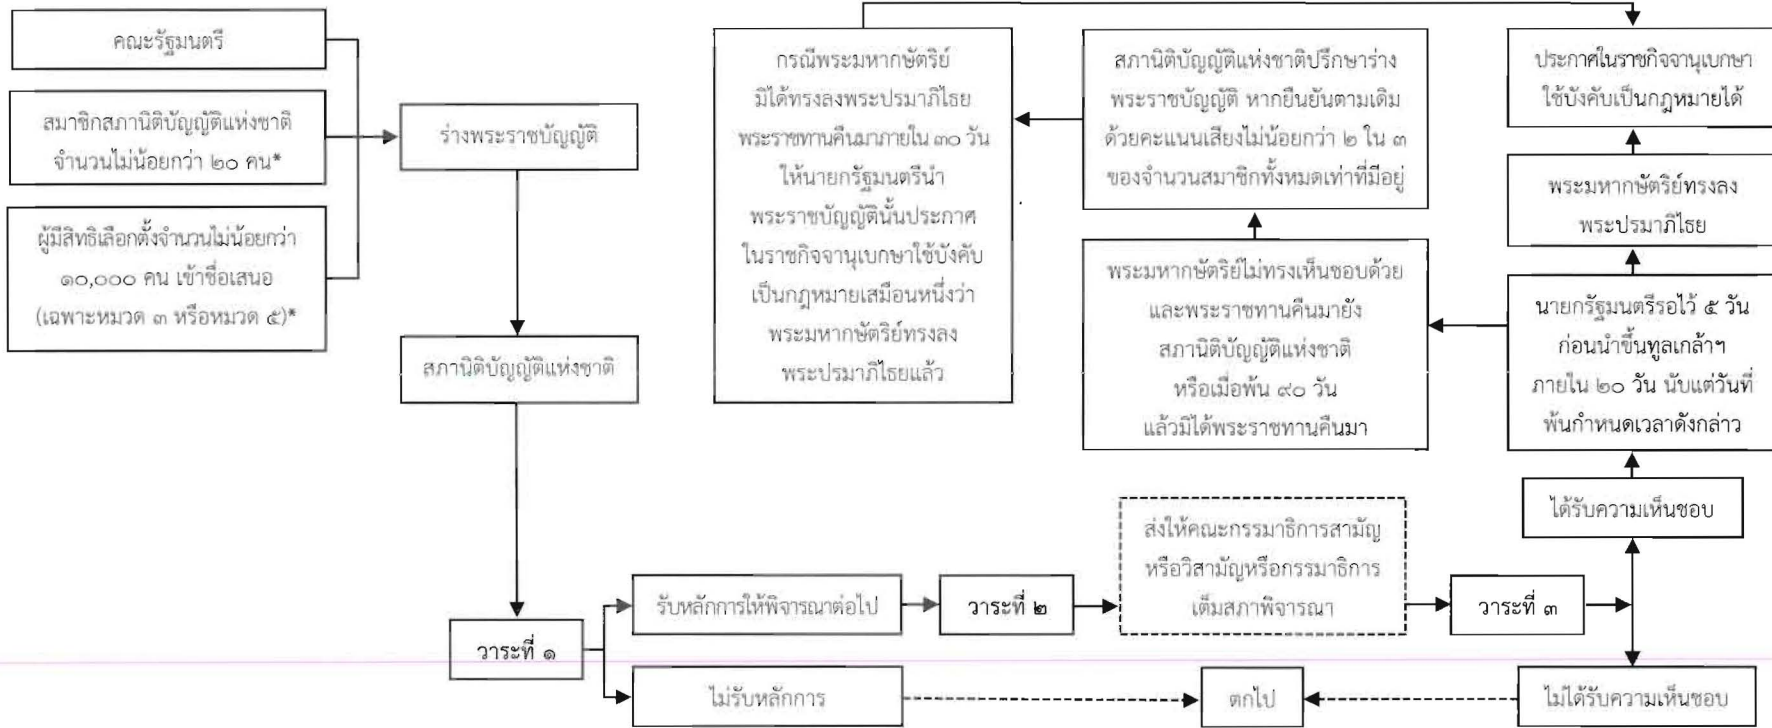 คณะรัฐมนตรี
สมาชิกสภานิติบัญญัติแห่งชาติ
จำนวนไม่น้อยกว่า ๒๐ คน*
ผู้มีสิทธิเลือกตั้งจำนวนไม่น้อยกว่า
๑๐,๐๐๐ คน เข้าชื่อเสนอ
(เฉพาะหมวด ๓ หรือหมวด ๕)*
ร่างพระราชบัญญัติ
สภานิติบัญญัติแห่งชาติ
วาระที่ ๑
รับหลักการให้พิจารณาต่อไป
ไม่รับหลักการ
วาระที่ ๒
ส่งให้คณะกรรมาธิการสามัญ
หรือวิสามัญหรือกรรมาธิการ
เต็มสภาพิจารณา
วาระที่ ๓
ตกไป
ไม่ได้รับความเห็นชอบ
ได้รับความเห็นชอบ
นายกรัฐมนตรีรอไว้ ๕ วัน
ก่อนนำขึ้นทูลเกล้าฯ
ภายใน ๒๐ วัน นับแต่วันที่
พ้นกำหนดเวลาดังกล่าว
พระมหากษัตริย์ทรงลง
พระปรมาภิไธย
ประกาศในราชกิจจานุเบกษา
ใช้บังคับเป็นกฎหมายได้
พระมหากษัตริย์ไม่ทรงเห็นชอบด้วย
และพระราชทานคืนมายัง
สภานิติบัญญัติแห่งชาติ
หรือเมื่อพ้น ๙๐ วัน
แล้วมิได้พระราชทานคืนมา
สภานิติบัญญัติแห่งชาติปรึกษาร่าง
พระราชบัญญัติ หากยืนยันตามเดิม
ด้วยคะแนนเสียงไม่น้อยกว่า ๒ ใน ๓
ของจำนวนสมาชิกทั้งหมดเท่าที่มีอยู่
กรณีพระมหากษัตริย์
มิได้ทรงลงพระปรมาภิไธย
พระราชทานคืนมาภายใน ๓๐ วัน
ให้นายกรัฐมนตรีนำ
พระราชบัญญัตินั้นประกาศ
ในราชกิจจานุเบกษาใช้บังคับ
เป็นกฎหมายเสมือนหนึ่งว่า
พระมหากษัตริย์ทรงลง
พระปรมาภิไธยแล้ว